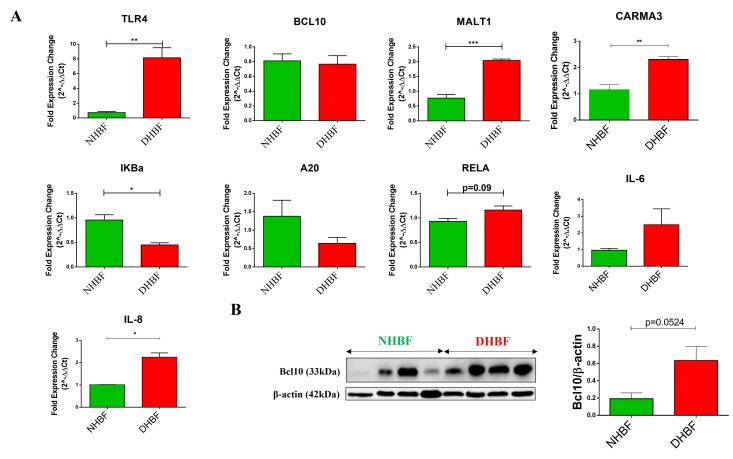 A
TLR4
**
Fold Expression Change
(2^-ΔΔCt)
10
8
6
4
2
0
NHBF
DHBF
BCL10
Fold Expression Change
(2^-ΔΔCt)
1.0
0.8
0.6
0.4
0.2
0.0
NHBF
DHBF
MALT1
***
Fold Expression Change
(2^-ΔΔCt)
2.5
2.0
1.5
1.0
0.5
0.0
NHBF
DHBF
CARMA3
**
Fold Expression Change
(2^-ΔΔCt)
3
2
1
0
NHBF
DHBF
IKBa
*
Fold Expression Change
(2^-ΔΔCt)
1.5
1.0
0.5
0.0
NHBF
DHBF
A20
Fold Expression Change
(2^-ΔΔCt)
2.0
1.5
1.0
0.5
0.0
NHBF
DHBF
RELA
p=0.09
Fold Expression Change
(2^-ΔΔCt)
1.5
1.0
0.5
0.0
NHBF
DHBF
IL-6
Fold Expression Change
(2^-ΔΔCt)
4
3
2
1
0
NHBF
DHBF
IL-8
*
Fold Expression Change
(2^-ΔΔCt)
3
2
1
0
NHBF
DHBF
B
NHBF
DHBF
Bcl10 (33kDa)
β-actin (42kDa)
p=0.0524
Bcl10/β-actin
1.0
0.8
0.6
0.4
0.2
0.0
NHBF
DHBF